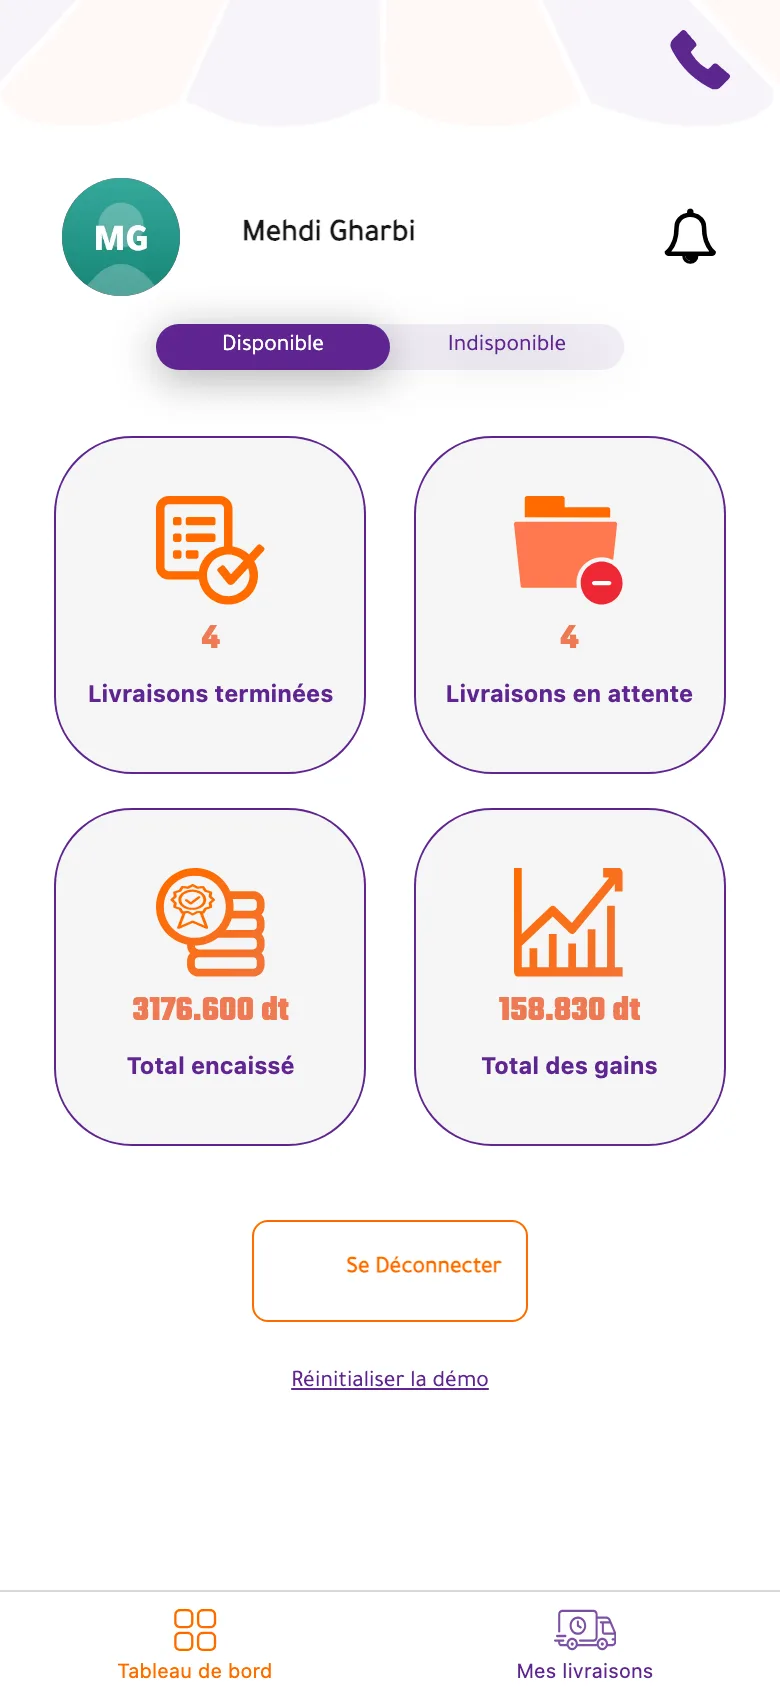 MG
Mehdi Gharbi
Disponible
Indisponible
4
Livraisons terminées
4
Livraisons en attente
3176.600 dt
Total encaissé
158.830 dt
Total des gains
Se Déconnecter
Réinitialiser la démo
Tableau de bord
Mes livraisons